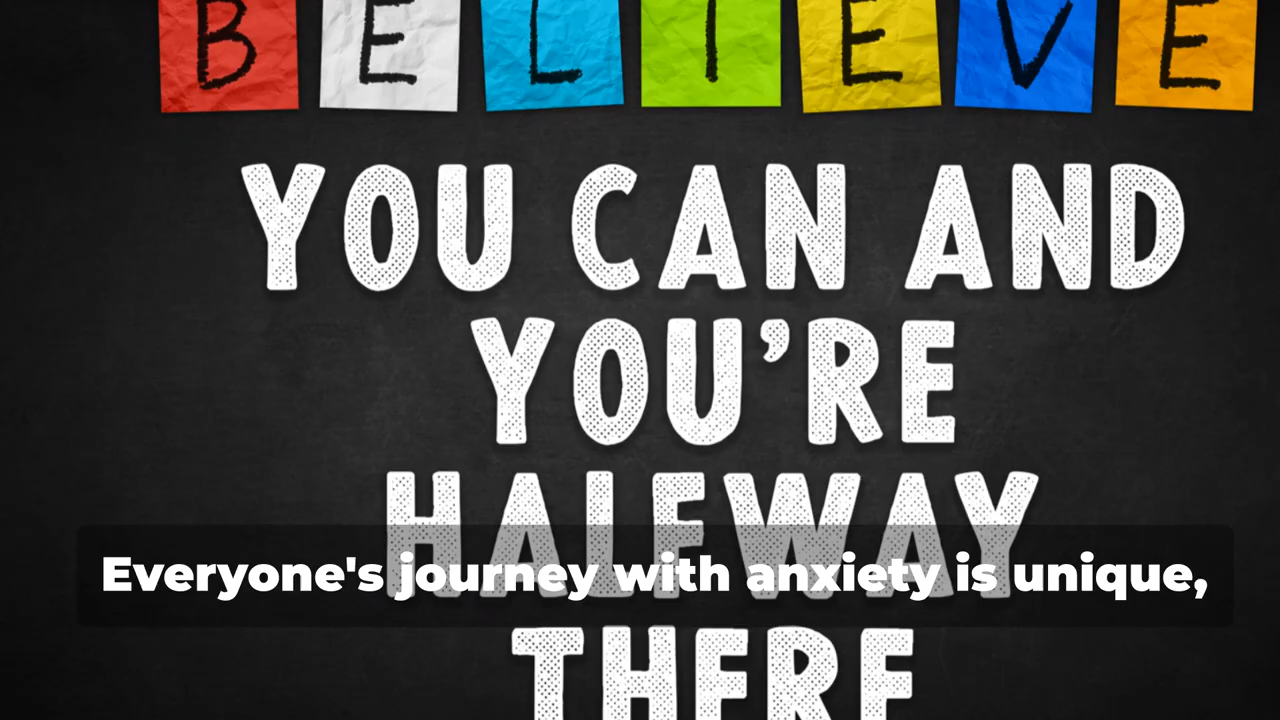 BELIEVE
YOU CAN AND
YOU’RE
HALFWAY
Everyone's journey with anxiety is unique,
THERE